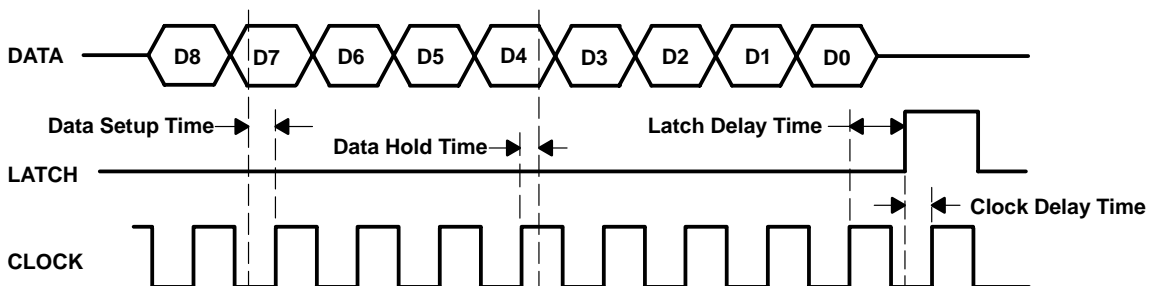 DATA D8 D7 D6 D5 D4 D3 D2 D1 D0
Data Setup Time
Latch Delay Time
Data Hold Time
LATCH
Clock Delay Time
CLOCK